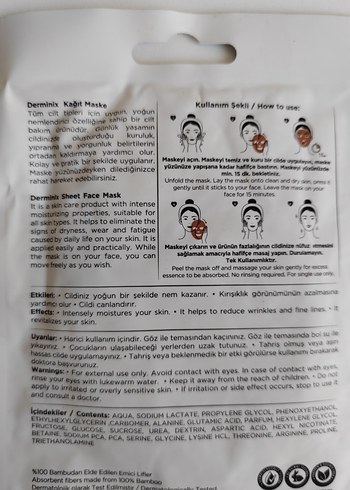 Derminix Kağıt Maske
Tüm cilt tipleri için uygun, yoğun
nemlendirici özelliğine sahip bir cilt
bakım ürünüdür. Günlük yaşamın
cildinizde oluşturduğu kuruluk,
yıpranmış ve yorgunluk belirtilerini
ortadan kaldırmaya yardımcı olur.
Kolay ve pratik bir şekilde uygulanır.
Maske yüzünüzdeyken dilediğinizce
rahat hareket edebilirsiniz.
Derminix Sheet Face Mask
It is a skin care product with intense
moisturizing properties, suitable for
all skin types. It helps to eliminate the
signs of dryness, wear and fatigue
caused by daily life on your skin. It is
applied easily and practically. While
the mask is on your face, you can
move freely as you wish.
Kullanım Şekli / How to use:
Maskeyi açın. Maskeyi temiz ve kuru bir cilde uygulayın, maske
yüzünüze yapışana kadar hafifçe bastırın. Maskeyi yüzünüzde
min. 15 dk. bekletiniz.
Unfold the mask. Lay the mask onto clean and dry skin, press it
gently until it sticks to your face. Leave the mask on your
face for 15 minutes.
Maskeyi çıkarın ve ürünün fazlalığının cildinize nüfuz etmesini
sağlamak amacıyla hafifçe masaj yapın. Durulamayın.
Tek Kullanımlıktır.
Peel the mask off and massage your skin gently for excess
essence to be absorbed. No rinsing required. For single use only.
Etkileri: • Cildiniz yoğun bir şekilde nem kazanır. • Kırışıklık görünümünün azalmasına
yardımcı olur • Cildi canlandırır.
Effects: • Intensely moistures your skin. • It helps to reduce wrinkles and fine lines. • It
revitalizes your skin.
Uyarılar: • Harici kullanım içindir. Göz ile temasından kaçınınız. Göz ile temasında bol su ile
yıkayınız. • Çocukların ulaşabileceği yerlerden uzak tutunuz. • Tahriş olmuş veya aşırı
hassas cilde uygulamayınız. • Tahriş veya beklenmedik bir etki görülürse kullanımı bırakarak
doktora başvurunuz.
Warnings: • For external use only. Avoid contact with eyes. In case of contact with eyes,
rinse your eyes with lukewarm water. • Keep it away from the reach of children. • Do not
apply to irritated or overly sensitive skin. • If irritation or side effect occurs, stop to use it
and consult a doctor.
İçindekiler / Contents: AQUA, SODIUM LACTATE, PROPYLENE GLYCOL, PHENOXYETHANOL,
ETHYLHEXYLGLYCERIN, CARBOMER, ALANINE, GLUTAMIC ACID, PARFUM, HEXYLENE GLYCOL,
FRUCTOSE, GLUCOSE, SUCROSE, UREA, DEXTRIN, ASPARTIC ACID, HEXYL NICOTINATE,
BETAINE, SODIUM PCA, PCA, SERINE, GLYCINE, LYSINE HCL, THREONINE, ARGININE, PROLINE,
TRIETHANOLAMINE
%100 Bambudan Elde Edilen Emici Lifler
Absorbent fibers made from 100% Bamboo
Dermatolojik olarak Test Edilmiştir / Dermatologically Tested